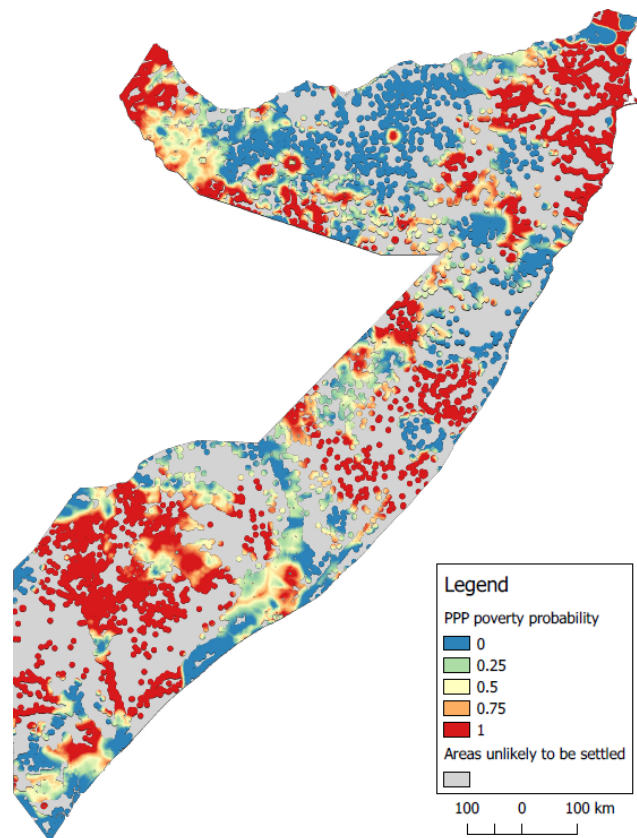 Legend
PPP poverty probability
0
0.25
0.5
0.75
1
Areas unlikely to be settled
100 0 100 km